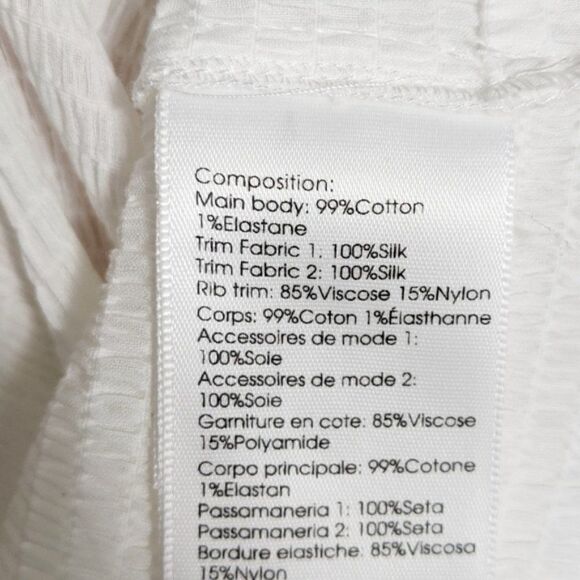 Composition:
Main body: 99%Cotton
1%Elastane
Trim Fabric 1: 100%Silk
Trim Fabric 2: 100%Silk
Rib trim: 85%Viscose 15%Nylon
Corps: 99%Coton 1%Élasthanne
Accessoires de mode 1:
100%Soie
Accessoires de mode 2:
100%Soie
Garniture en cote: 85%Viscose
15%Polyamide
Corpo principale: 99%Cotone
1%Elastan
Passamaneria 1: 100%Seta
Passamaneria 2: 100%Seta
Bordure elastiche: 85%Viscosa
15%Nylon